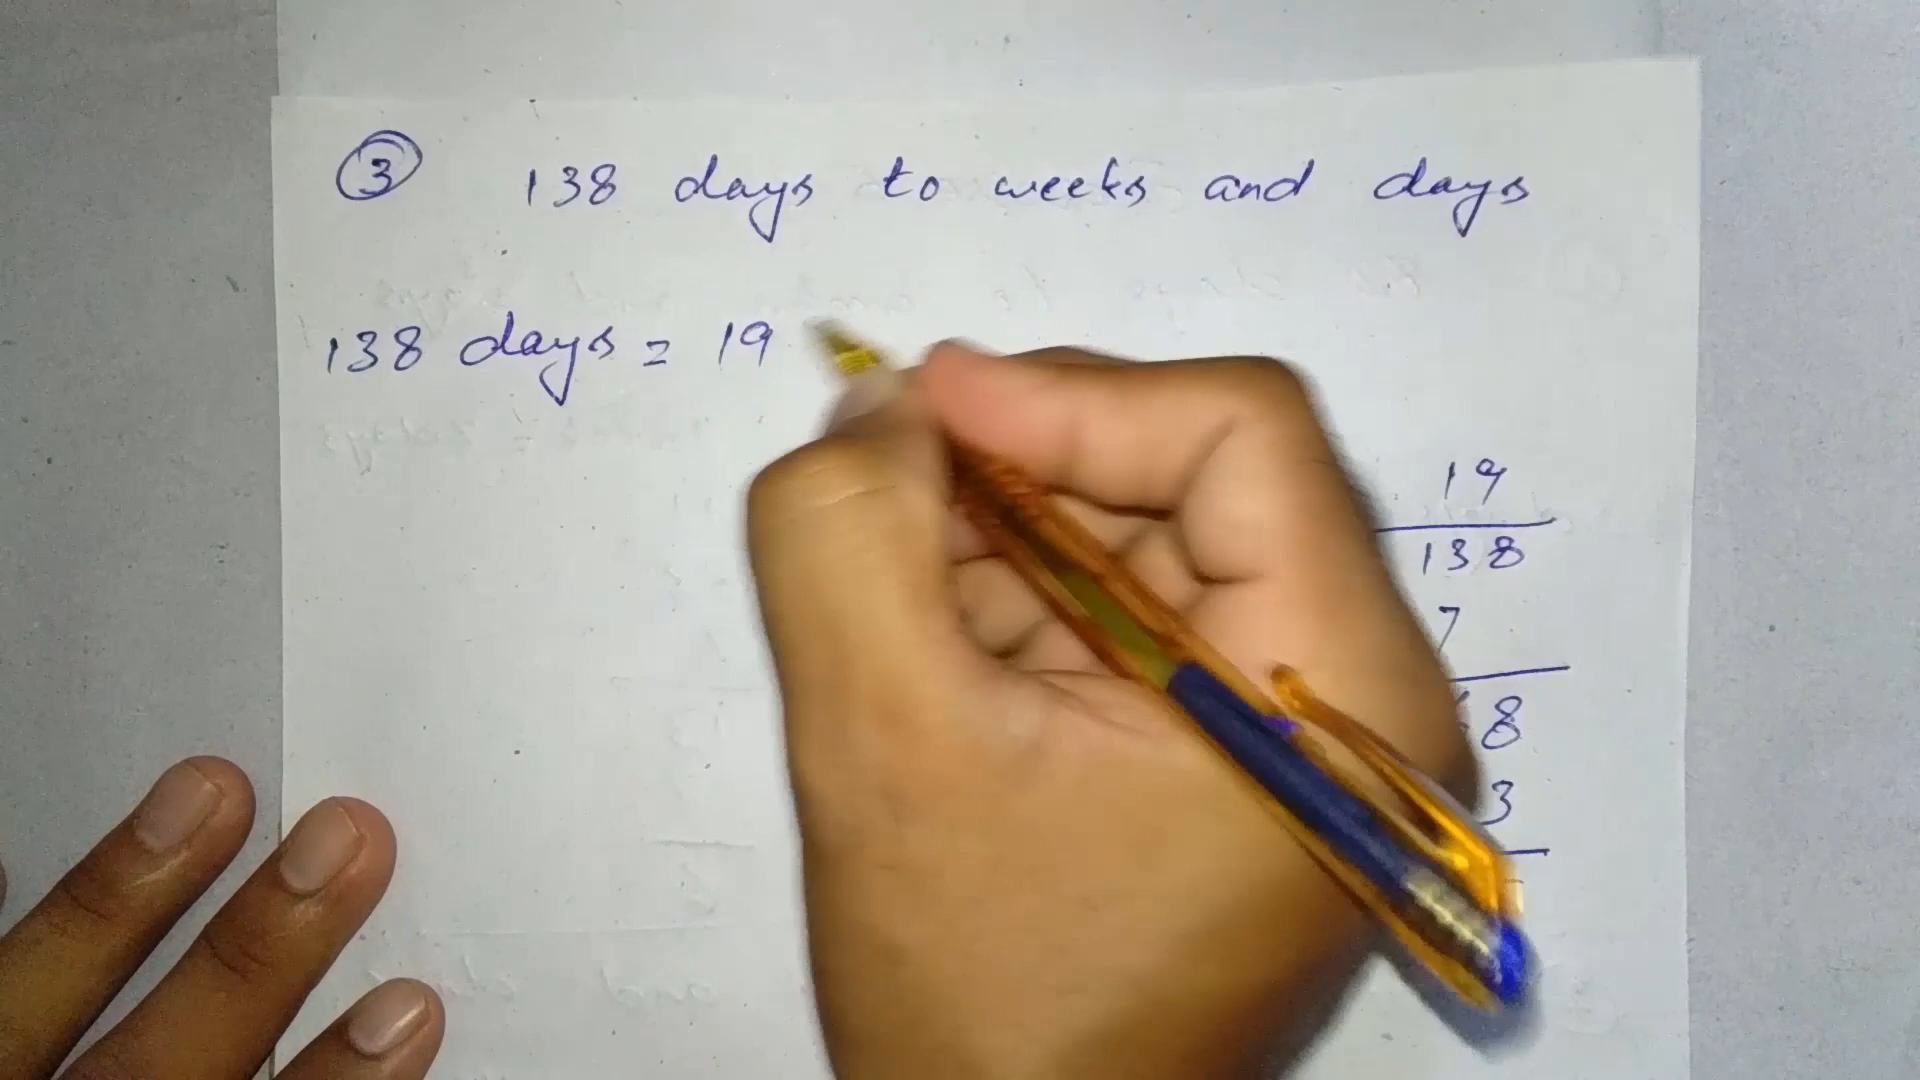 3 138 days to weeks and days
138 days = 19
19
138
7
8
3